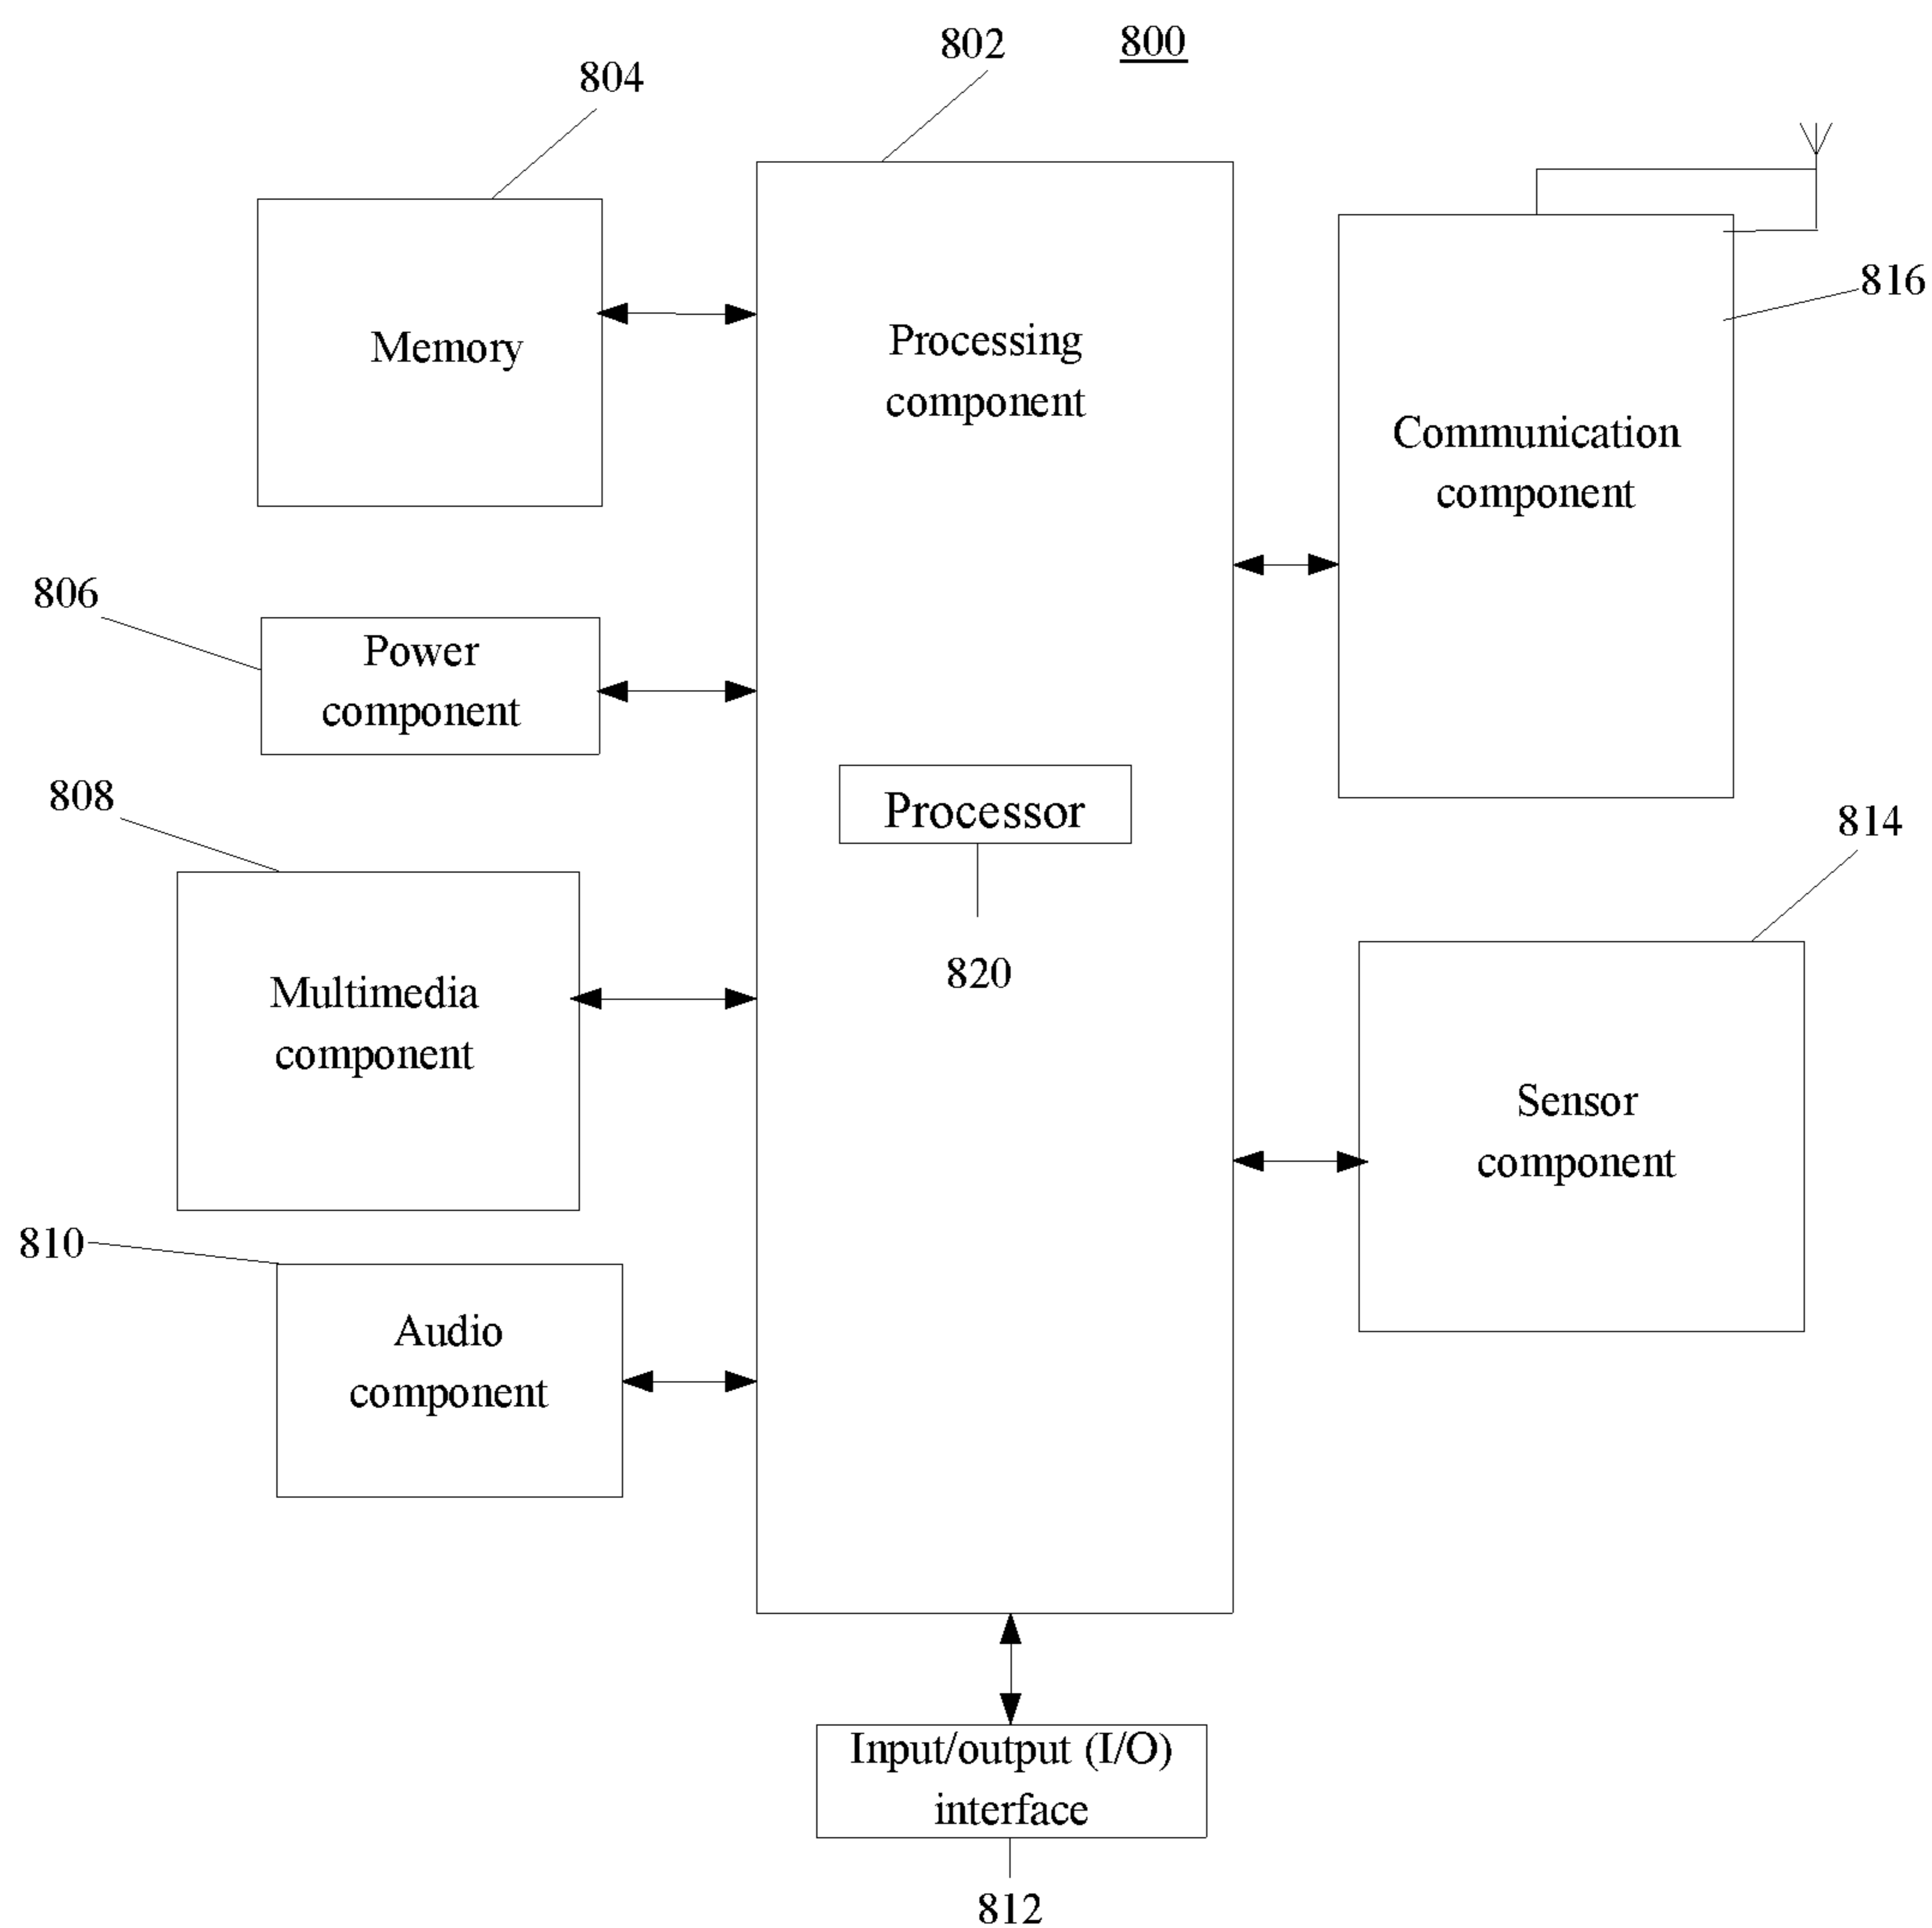 802
800
804
816
Memory
Processing
component
Communication
component
806
Power
component
808
Processor
814
820
Multimedia
component
Sensor
component
810
Audio
component
Input/output (I/O)
interface
812